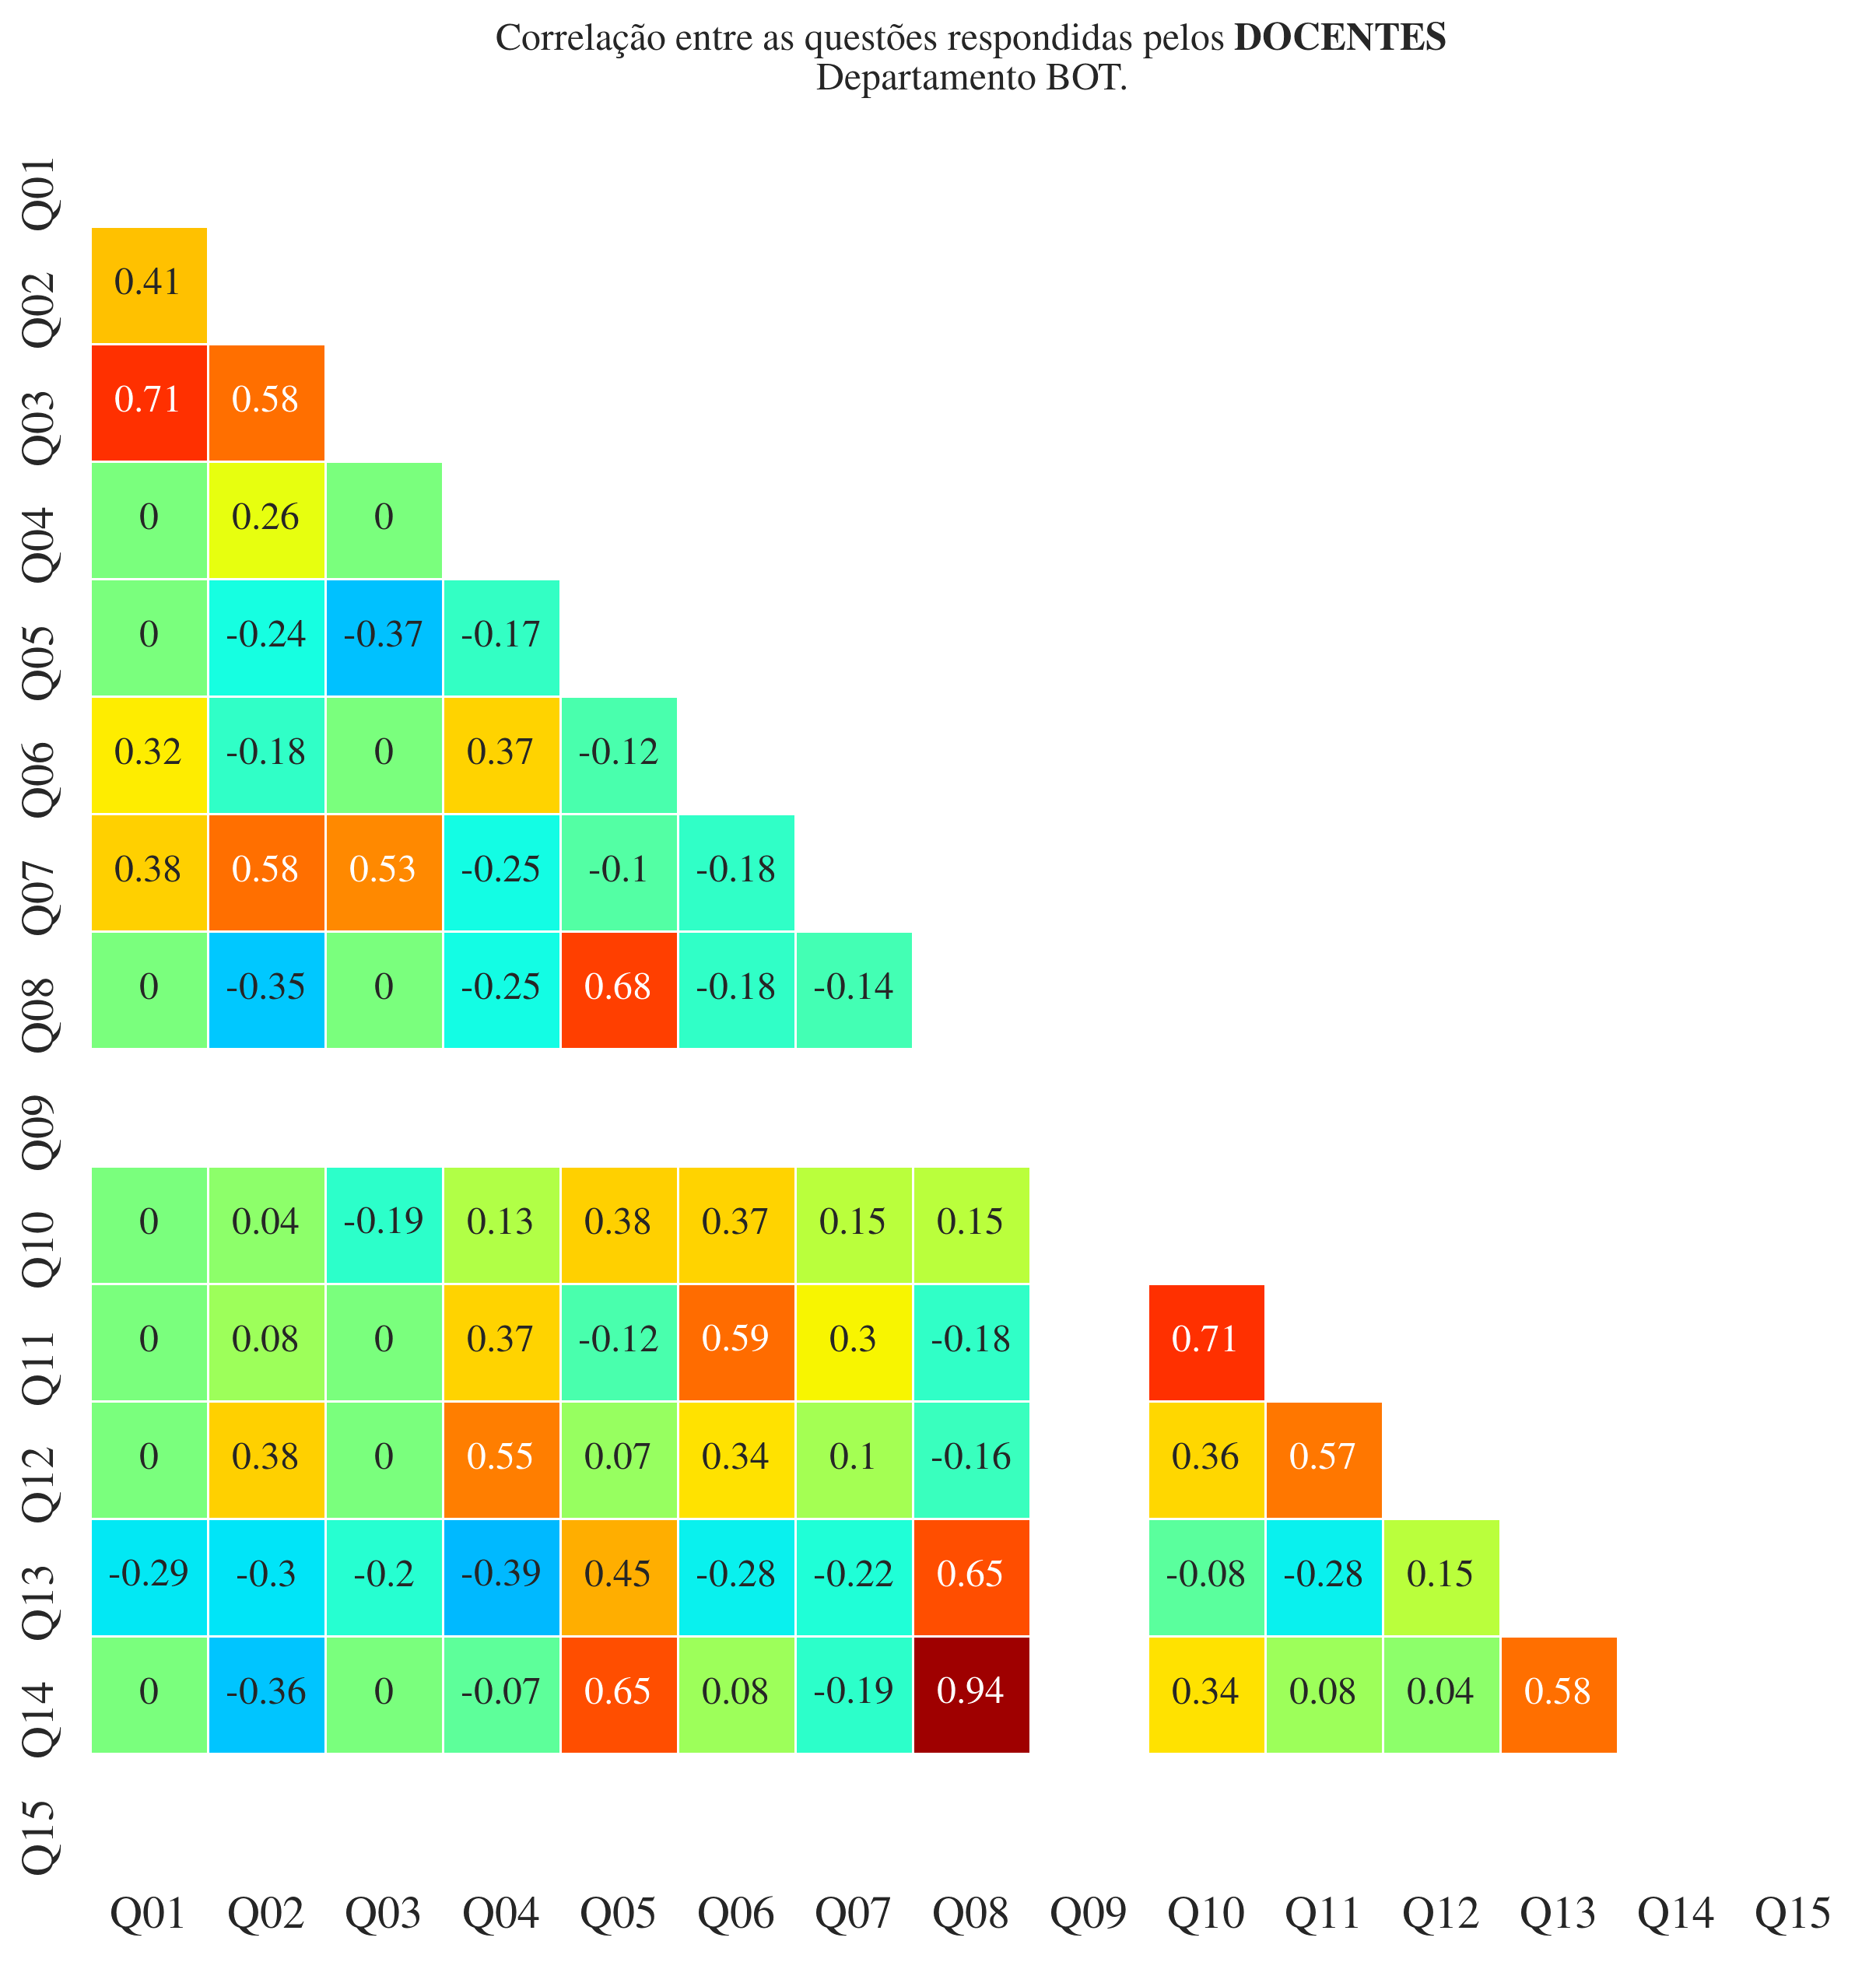 Correlação entre as questões respondidas pelos DOCENTES
Departamento BOT.
Q01
Q02 0.41
Q03 0.71 0.58
Q04 0 0.26 0
Q05 0 -0.24 -0.37 -0.17
Q06 0.32 -0.18 0 0.37 -0.12
Q07 0.38 0.58 0.53 -0.25 -0.1 -0.18
Q08 0 -0.35 0 -0.25 0.68 -0.18 -0.14
Q09
Q10 0 0.04 -0.19 0.13 0.38 0.37 0.15 0.15
Q11 0 0.08 0 0.37 -0.12 0.59 0.3 -0.18 0.71
Q12 0 0.38 0 0.55 0.07 0.34 0.1 -0.16 0.36 0.57
Q13 -0.29 -0.3 -0.2 -0.39 0.45 -0.28 -0.22 0.65 -0.08 -0.28 0.15
Q14 0 -0.36 0 -0.07 0.65 0.08 -0.19 0.94 0.34 0.08 0.04 0.58
Q15
Q01 Q02 Q03 Q04 Q05 Q06 Q07 Q08 Q09 Q10 Q11 Q12 Q13 Q14 Q15